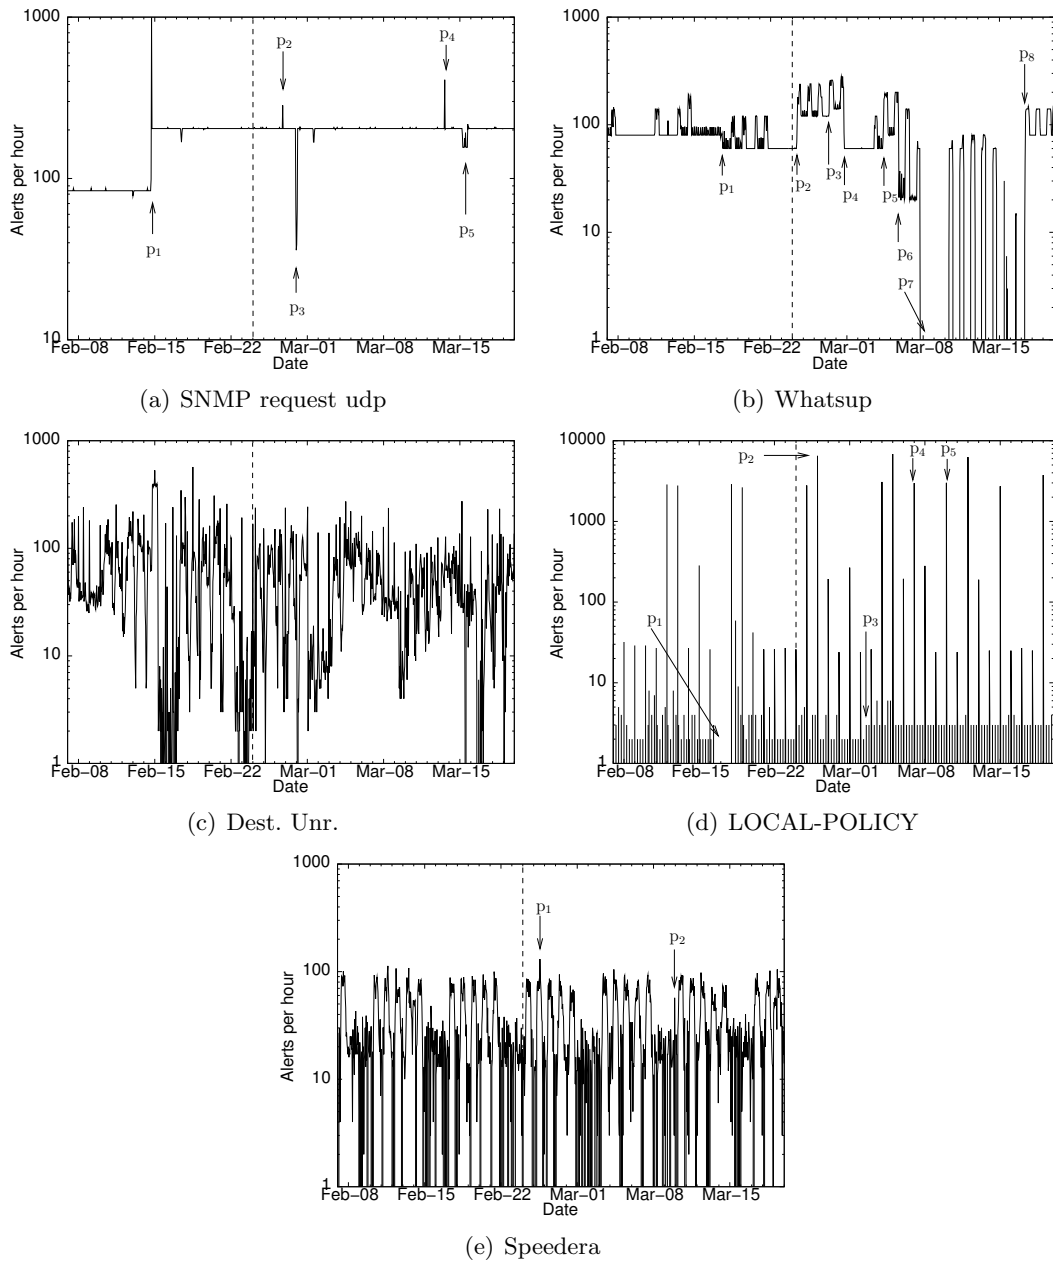 1000
100
10
Alerts per hour
p₁
p₂
p₃
p₄
p₅
Feb–08 Feb–15 Feb–22 Mar–01 Mar–08 Mar–15
Date
(a) SNMP request udp
1000
100
10
1
Alerts per hour
p₁
p₂
p₃
p₄
p₅
p₆
p₇
p₈
Feb–08 Feb–15 Feb–22 Mar–01 Mar–08 Mar–15
Date
(b) Whatsup
1000
100
10
1
Alerts per hour
Feb–08 Feb–15 Feb–22 Mar–01 Mar–08 Mar–15
Date
(c) Dest. Unr.
10000
1000
100
10
1
Alerts per hour
p₁
p₂
p₃
p₄
p₅
Feb–08 Feb–15 Feb–22 Mar–01 Mar–08 Mar–15
Date
(d) LOCAL-POLICY
1000
100
10
1
Alerts per hour
p₁
p₂
Feb–08 Feb–15 Feb–22 Mar–01 Mar–08 Mar–15
Date
(e) Speedera